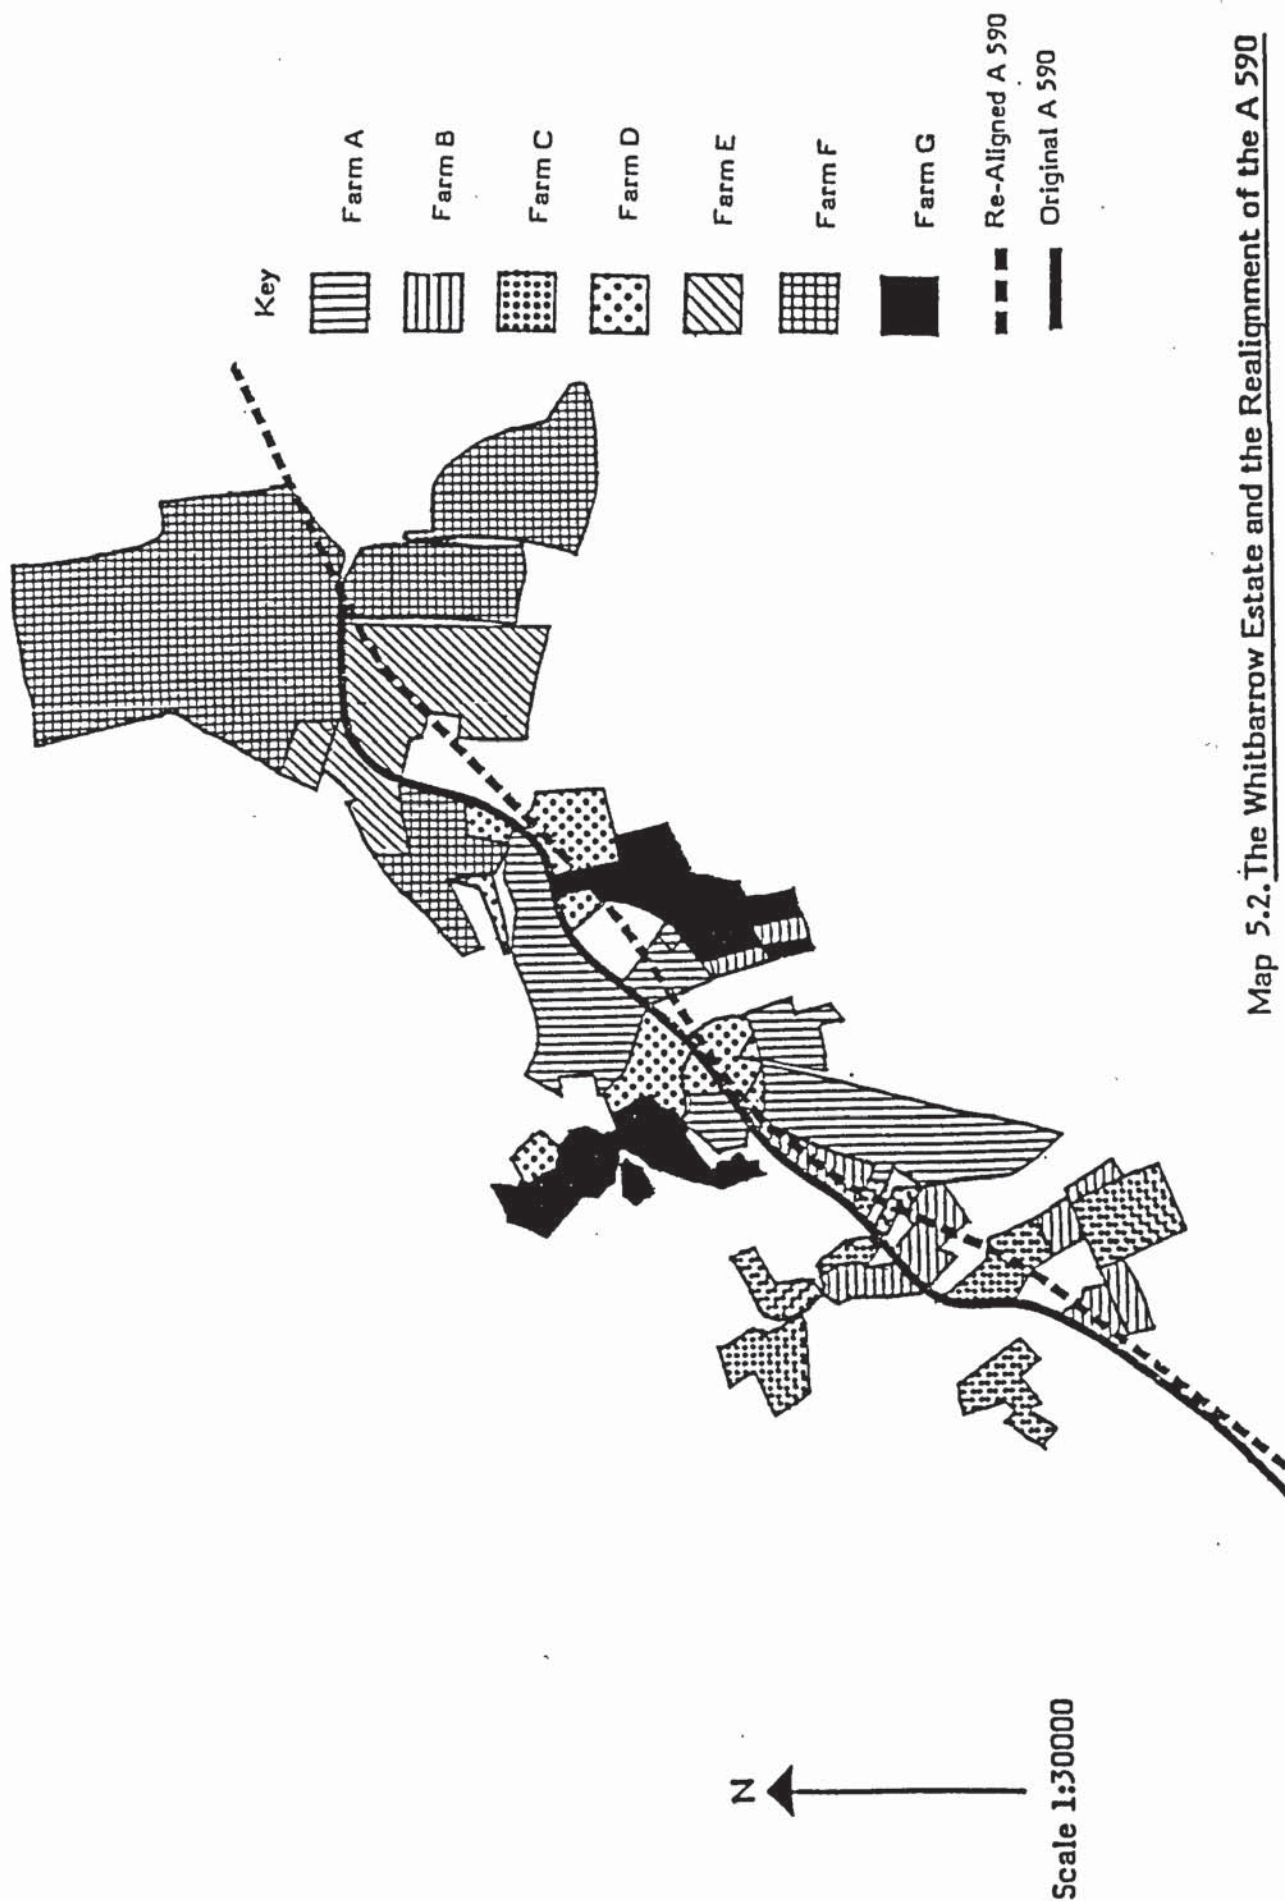 Key
Farm A
Farm B
Farm C
Farm D
Farm E
Farm F
Farm G
Re-Aligned A 590
Original A 590
N
Scale 1:30000
Map 5.2. The Whitbarrow Estate and the Realignment of the A 590